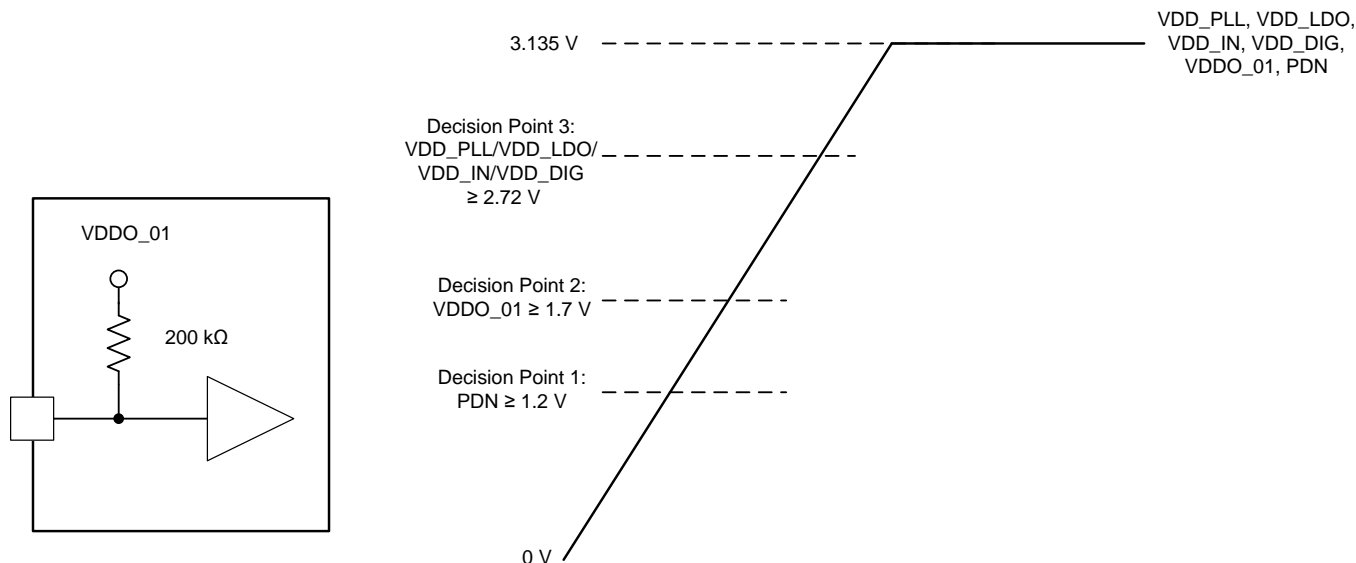 VDDO_01
200 kΩ
3.135 V
Decision Point 3:
VDD_PLL/VDD_LDO/
VDD_IN/VDD_DIG
≥ 2.72 V
Decision Point 2:
VDDO_01 ≥ 1.7 V
Decision Point 1:
PDN ≥ 1.2 V
0 V
VDD_PLL, VDD_LDO,
VDD_IN, VDD_DIG,
VDDO_01, PDN